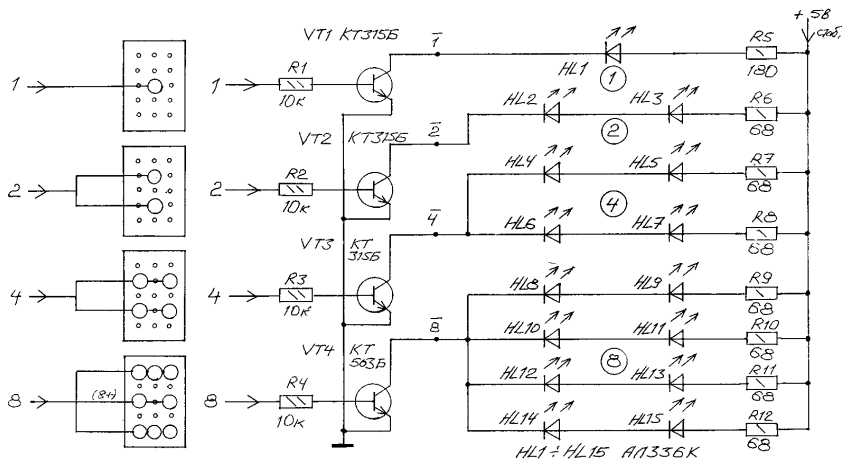 VT1 КТ315Б
1
HL1
1
R5
180
+5В
стаб.
1
1
R1
10к
HL2
HL3
2
R6
68
VT2 КТ315Б
2
2
2
R2
10к
HL4
HL5
R7
68
4
HL6
HL7
R8
68
VT3 КТ
315Б
4
4
4
R3
10к
HL8
HL9
R9
68
8
HL10
HL11
R10
68
VT4 КТ
503Б
8
HL12
HL13
R11
68
8
(8+)
8
R4
10к
HL14
HL15
R12
68
HL1÷HL15 АЛ336К